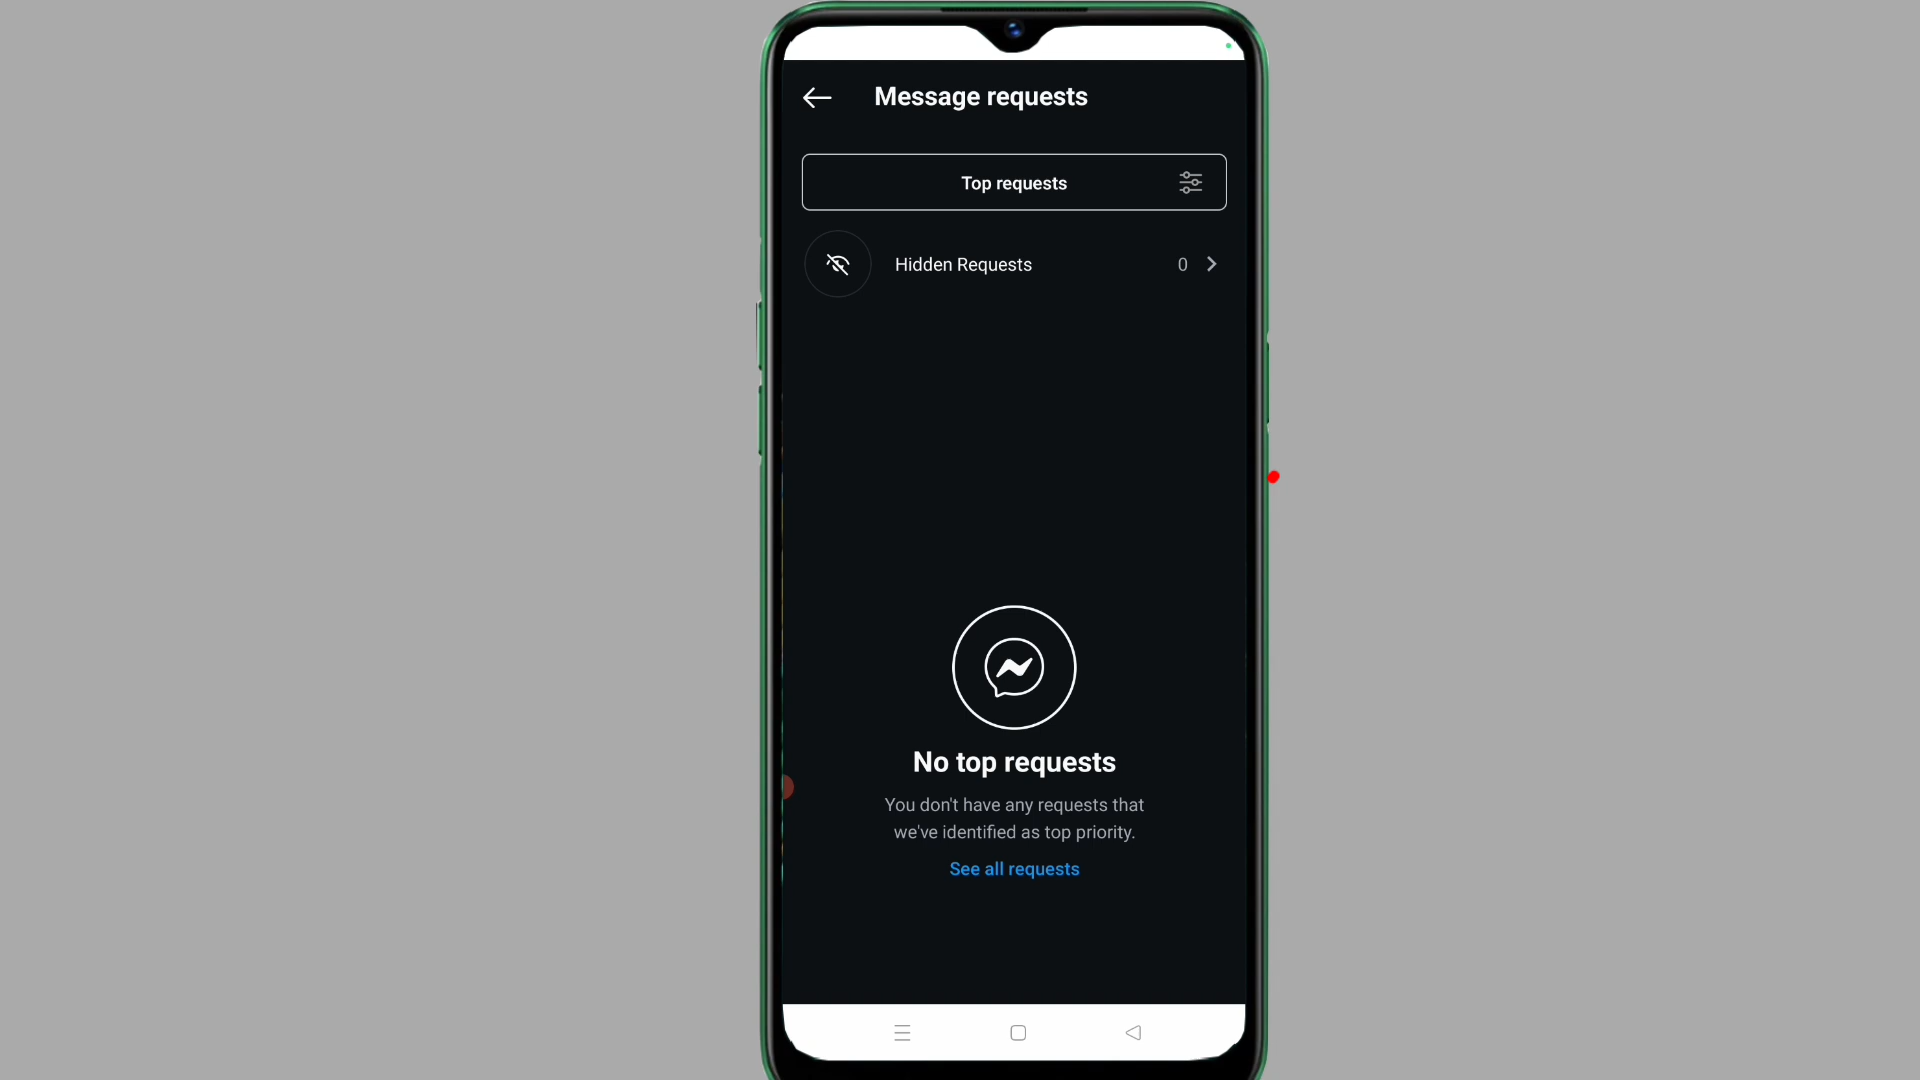 Message requests
Top requests
Hidden Requests 0
No top requests
You don't have any requests that
we've identified as top priority.
See all requests